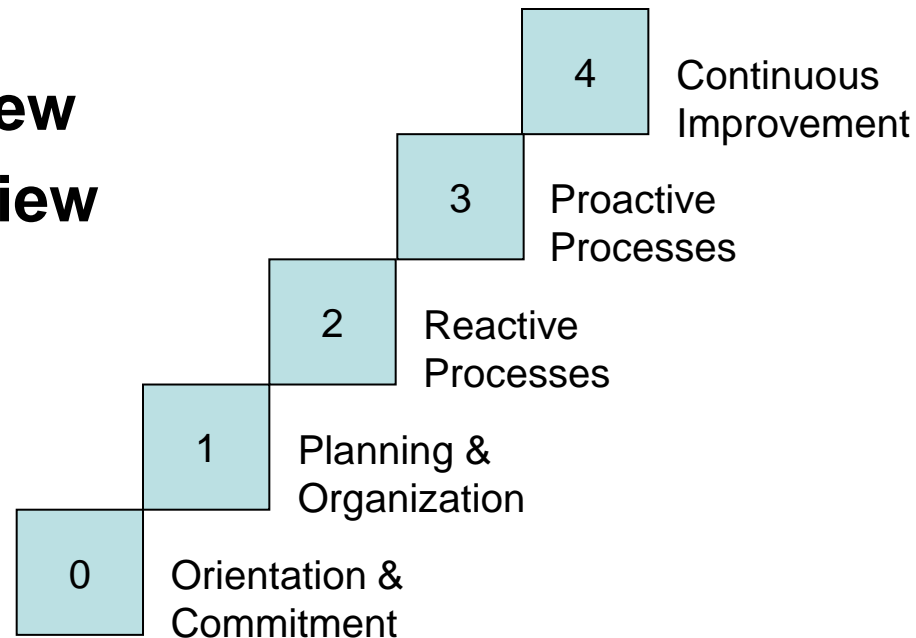 ew
iew
4
Continuous
Improvement
3
Proactive
Processes
2
Reactive
Processes
1
Planning &
Organization
0
Orientation &
Commitment